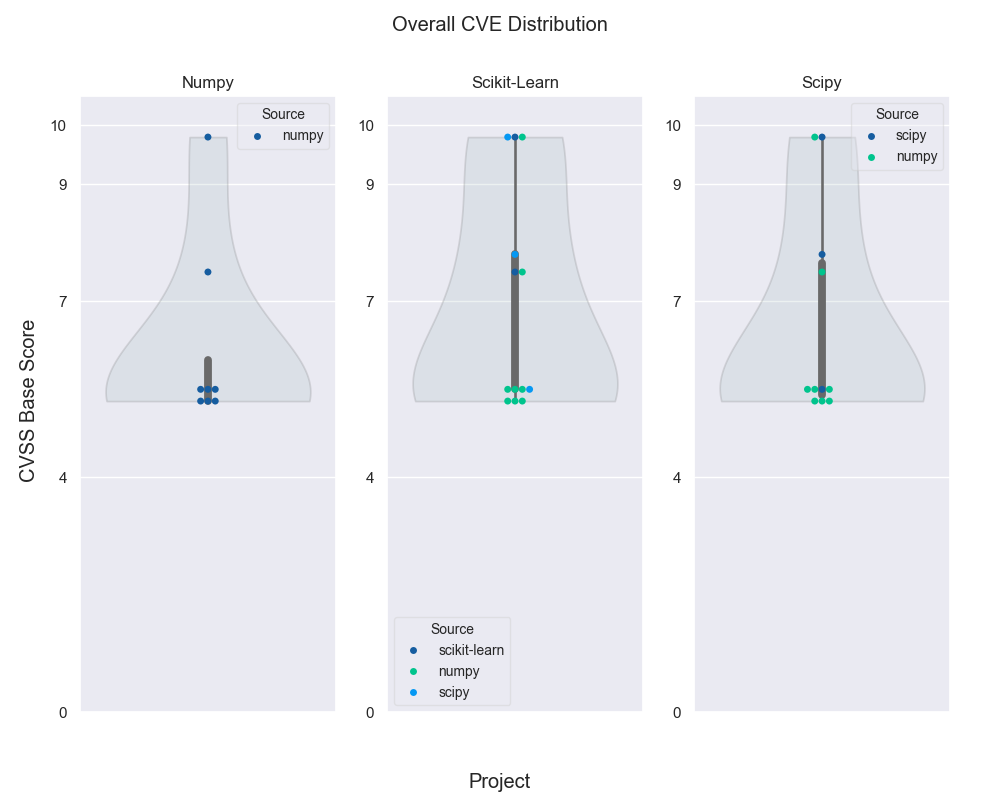 Overall CVE Distribution
Numpy
Scikit-Learn
Scipy
CVSS Base Score
10
9
7
4
0
Source
numpy
10
9
7
4
0
Source
scikit-learn
numpy
scipy
10
9
7
4
0
Source
scipy
numpy
Project